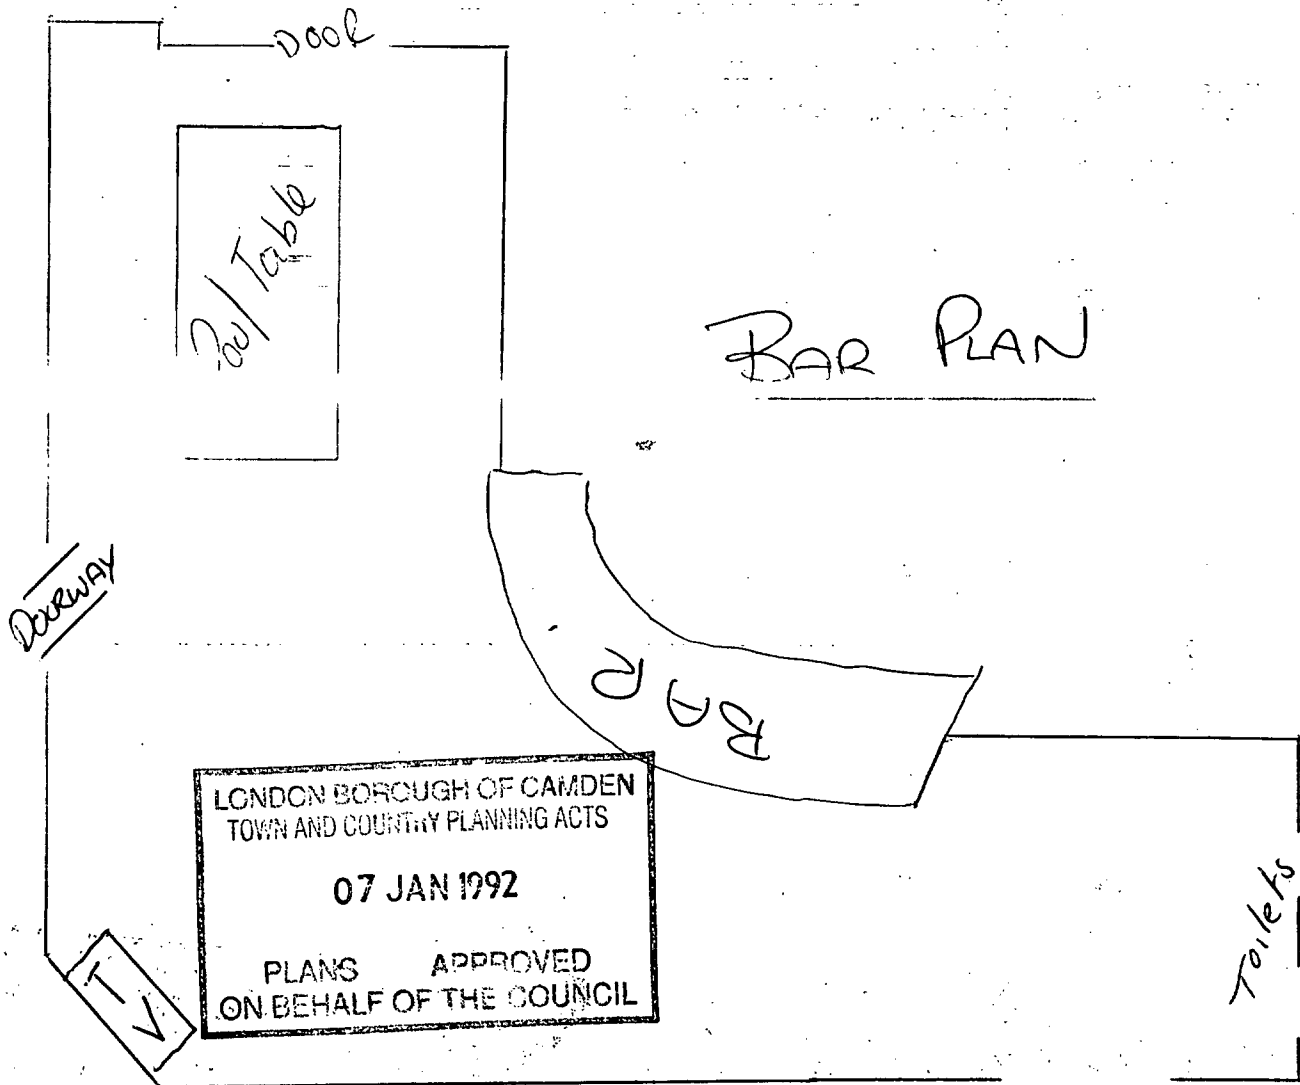 DOOR
Pool Table
BAR PLAN
DOORWAY
BAR
LONDON BOROUGH OF CAMDEN
TOWN AND COUNTRY PLANNING ACTS
07 JAN 1992
PLANS APPROVED
ON BEHALF OF THE COUNCIL
Toilets
TV